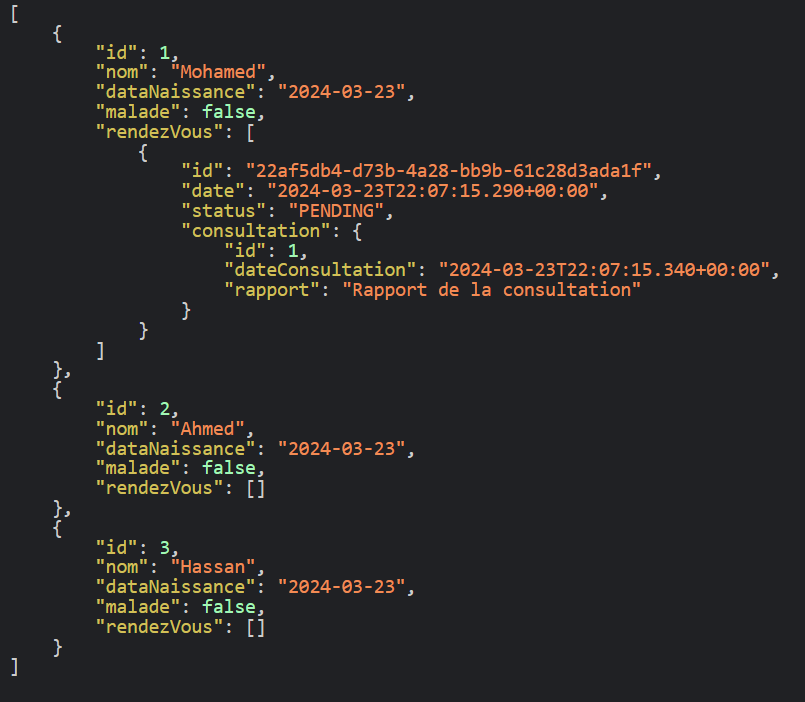 [
    {
        "id": 1,
        "nom": "Mohamed",
        "dataNaissance": "2024-03-23",
        "malade": false,
        "rendezVous": [
            {
                "id": "22af5db4-d73b-4a28-bb9b-61c28d3ada1f",
                "date": "2024-03-23T22:07:15.290+00:00",
                "status": "PENDING",
                "consultation": {
                    "id": 1,
                    "dateConsultation": "2024-03-23T22:07:15.340+00:00",
                    "rapport": "Rapport de la consultation"
                }
            }
        ]
    },
    {
        "id": 2,
        "nom": "Ahmed",
        "dataNaissance": "2024-03-23",
        "malade": false,
        "rendezVous": []
    },
    {
        "id": 3,
        "nom": "Hassan",
        "dataNaissance": "2024-03-23",
        "malade": false,
        "rendezVous": []
    }
]